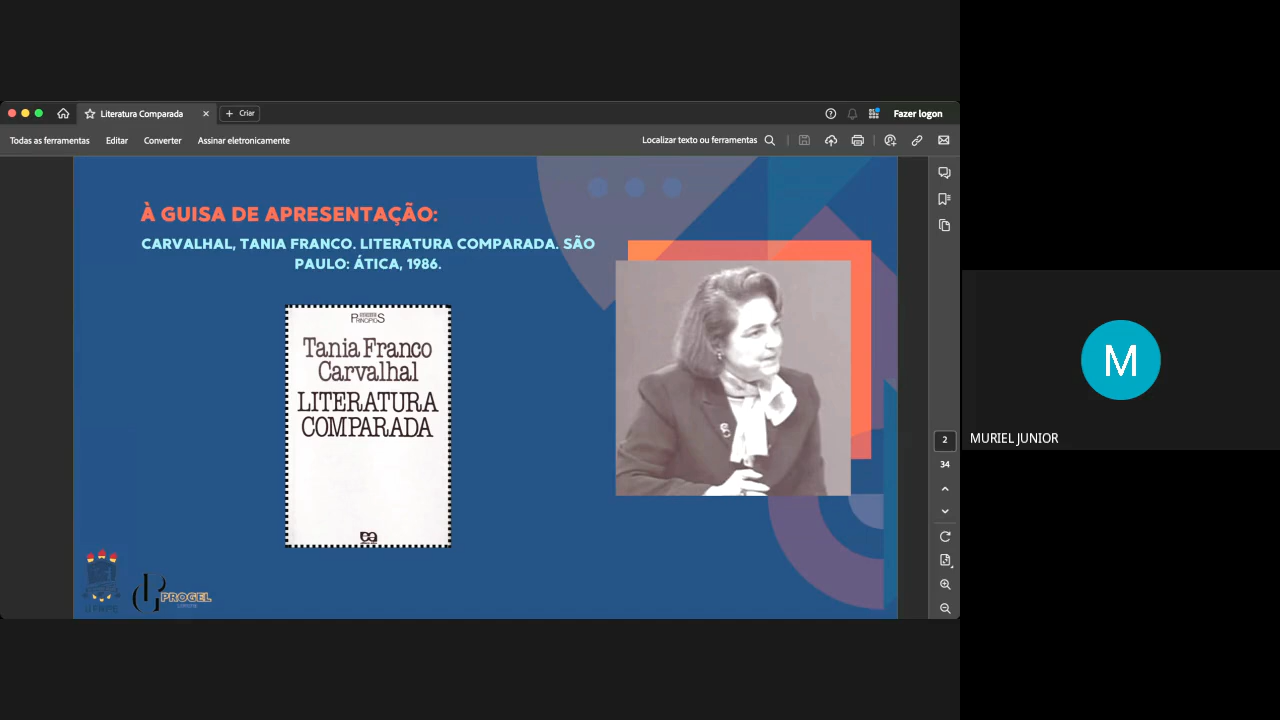 Literatura Comparada
Criar
Fazer logon
Todas as ferramentas
Editar
Converter
Assinar eletronicamente
Localizar texto ou ferramentas
À GUISA DE APRESENTAÇÃO:
CARVALHAL, TANIA FRANCO. LITERATURA COMPARADA. SÃO
PAULO: ÁTICA, 1986.
PRINCÍPIOS
Tania Franco
Carvalhal
LITERATURA
COMPARADA
2
34
UFRPE
PROGEL
M
MURIEL JUNIOR